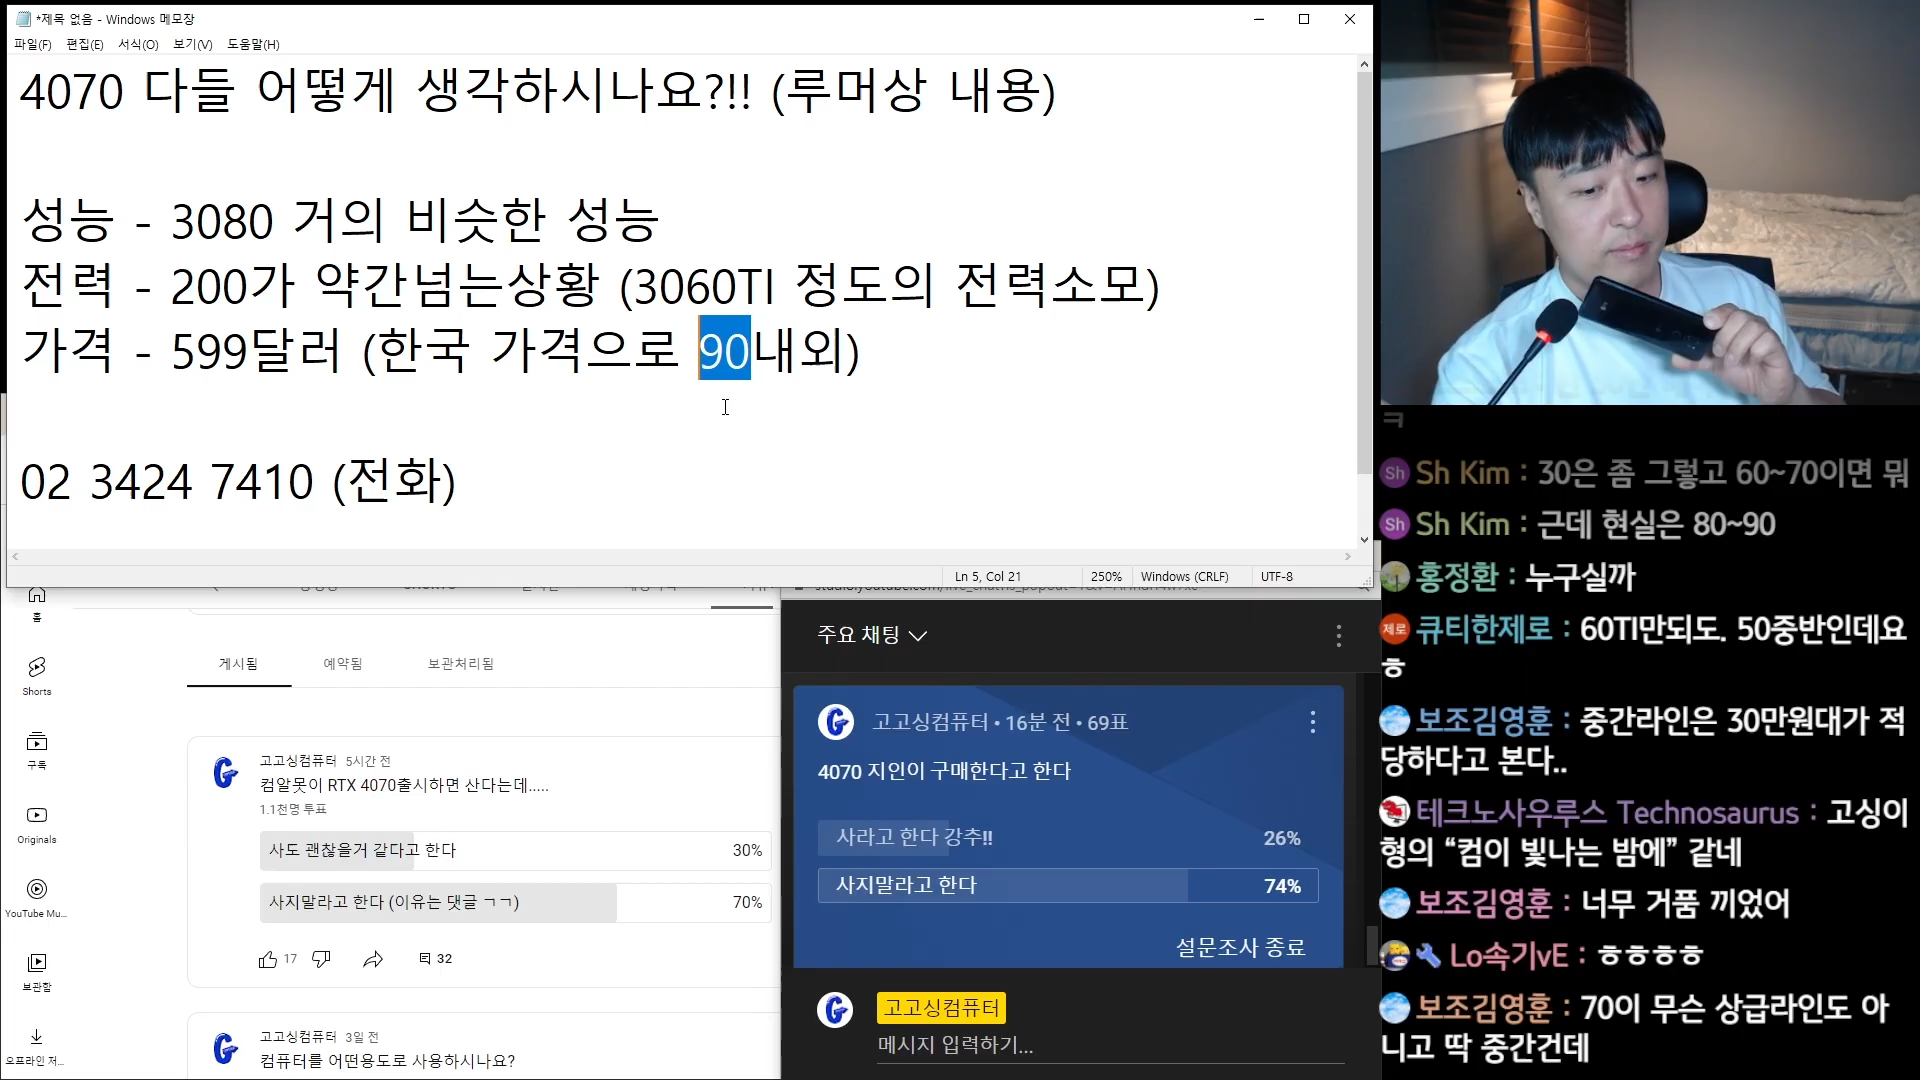 *제목 없음 - Windows 메모장
파일(F) 편집(E) 서식(O) 보기(V) 도움말(H)
4070 다들 어떻게 생각하시나요?!! (루머상 내용)
성능 - 3080 거의 비슷한 성능
전력 - 200가 약간넘는상황 (3060TI 정도의 전력소모)
가격 - 599달러 (한국 가격으로 90내외)
02 3424 7410 (전화)
Ln 5, Col 21 250% Windows (CRLF) UTF-8
홈
Shorts
구독
Originals
YouTube Mu...
보관함
오프라인 저...
게시됨 예약됨 보관처리됨
고고싱컴퓨터 5시간 전
컴알못이 RTX 4070출시하면 산다는데.....
1.1천명 투표
사도 괜찮을거 같다고 한다 30%
사지말라고 한다 (이유는 댓글 ㄱㄱ) 70%
17 32
고고싱컴퓨터 3일 전
컴퓨터를 어떤용도로 사용하시나요?
주요 채팅
고고싱컴퓨터 • 16분 전 • 69표
4070 지인이 구매한다고 한다
사라고 한다 강추!! 26%
사지말라고 한다 74%
설문조사 종료
고고싱컴퓨터
메시지 입력하기...
ㅋ
Sh Sh Kim : 30은 좀 그렇고 60~70이면 뭐
Sh Sh Kim : 근데 현실은 80~90
홍정환 : 누구실까
제로 큐티한제로 : 60TI만되도. 50중반인데요
ㅎ
보조김영훈 : 중간라인은 30만원대가 적
당하다고 본다..
테크노사우루스 Technosaurus : 고싱이
형의 “컴이 빛나는 밤에” 같네
보조김영훈 : 너무 거품 끼었어
Lo속기vE : ㅎㅎㅎㅎ
보조김영훈 : 70이 무슨 상급라인도 아
니고 딱 중간건데